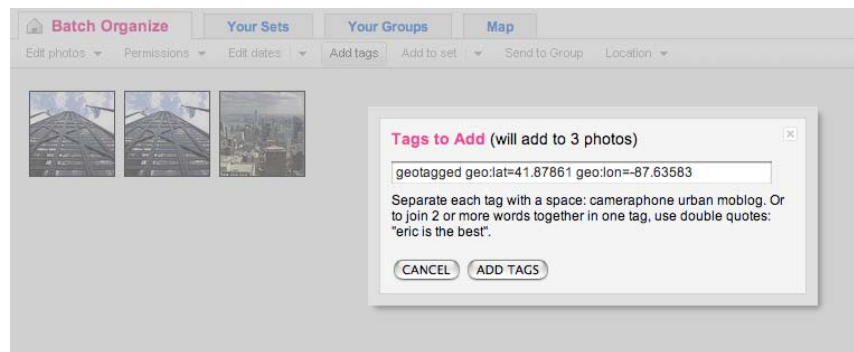 Batch Organize Your Sets Your Groups Map
Edit photos Permissions Edit dates Add tags Add to set Send to Group Location
Tags to Add (will add to 3 photos)
geotagged geo:lat=41.87861 geo:lon=-87.63583
Separate each tag with a space: cameraphone urban moblog. Or
to join 2 or more words together in one tag, use double quotes:
"eric is the best".
CANCEL ADD TAGS